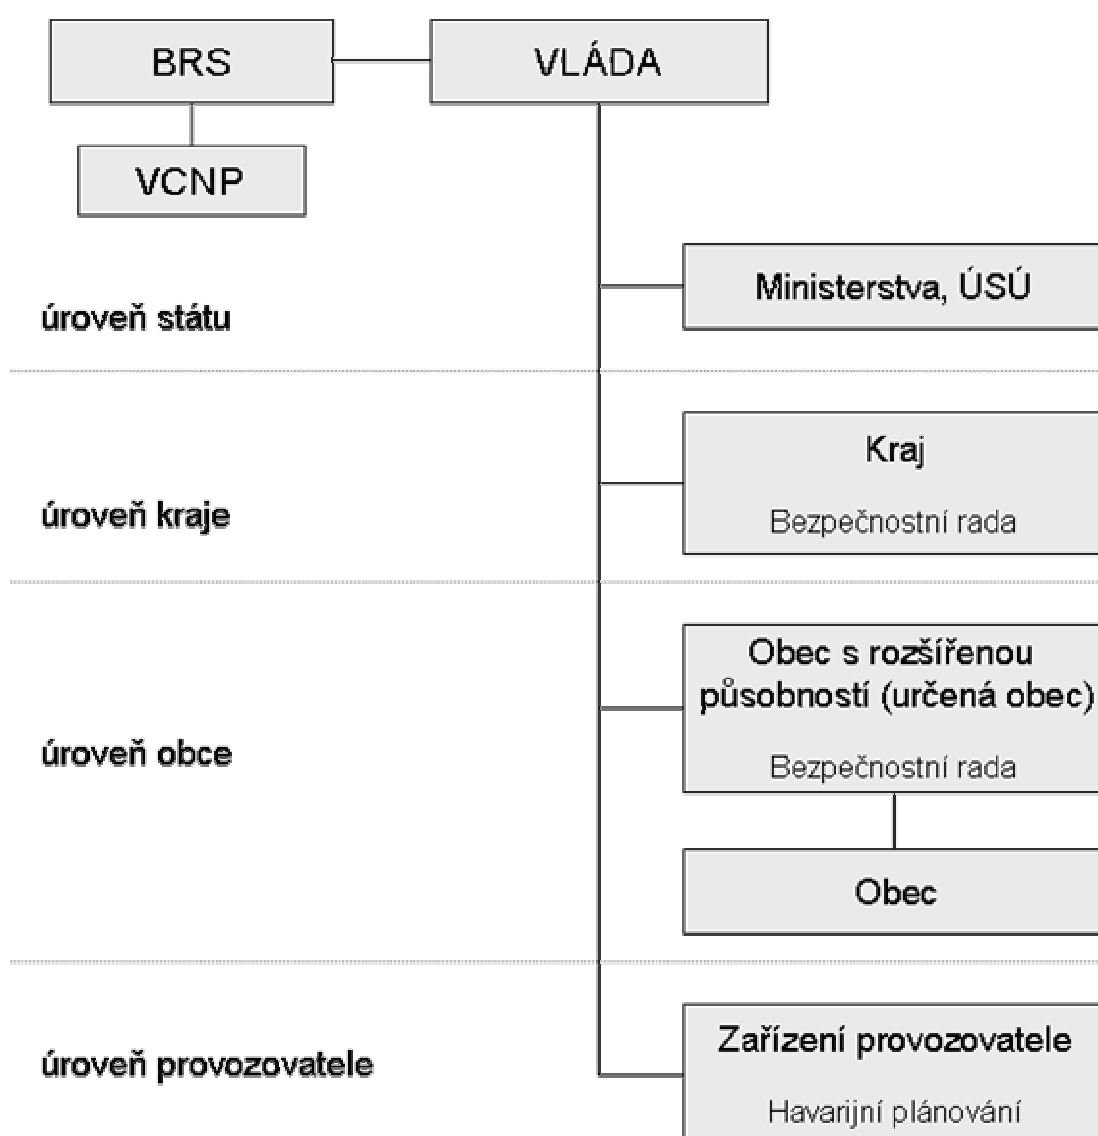 BRS
VLÁDA
VCNP
Ministerstva, ÚSÚ
úroveň státu
Kraj
Bezpečnostní rada
úroveň kraje
Obec s rozšířenou
působností (určená obec)
Bezpečnostní rada
úroveň obce
Obec
Zařízení provozovatele
úroveň provozovatele
Havarijní plánování